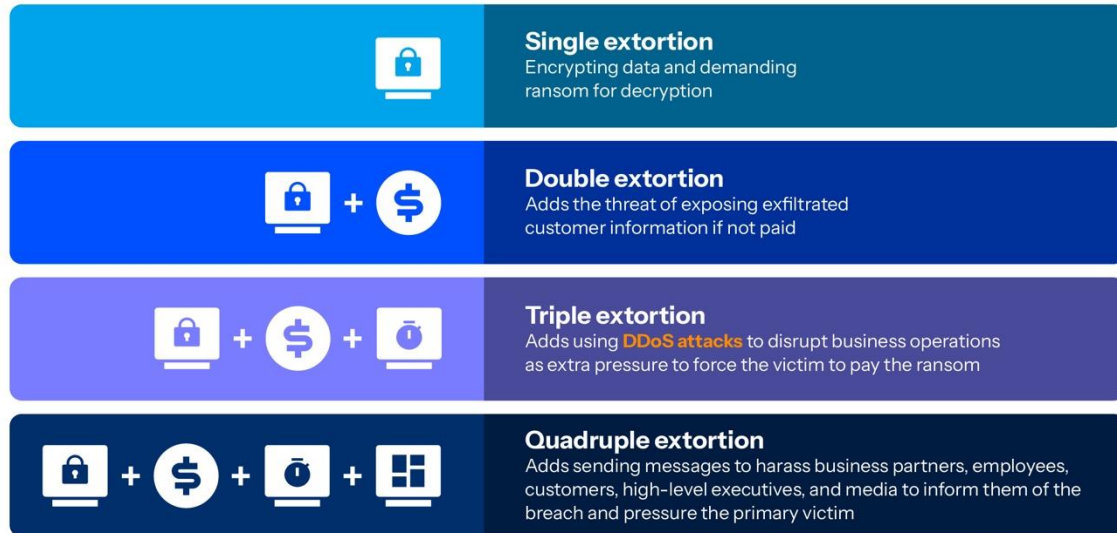 Single extortion
Encrypting data and demanding
ransom for decryption
Double extortion
Adds the threat of exposing exfiltrated
customer information if not paid
Triple extortion
Adds using DDoS attacks to disrupt business operations
as extra pressure to force the victim to pay the ransom
Quadruple extortion
Adds sending messages to harass business partners, employees,
customers, high-level executives, and media to inform them of the
breach and pressure the primary victim